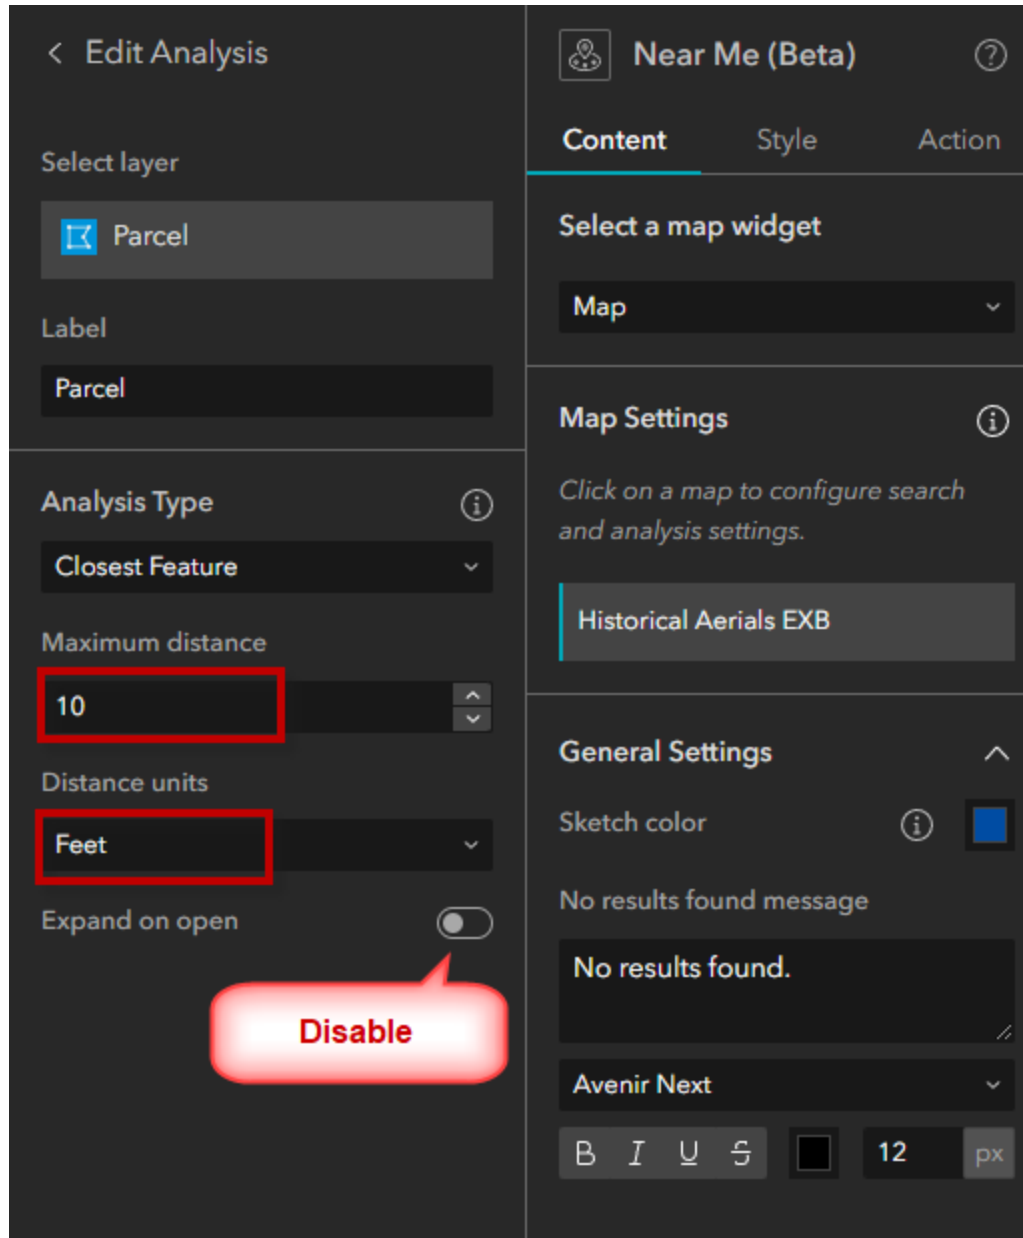 Edit Analysis
Select layer
Parcel
Label
Parcel
Analysis Type
Closest Feature
Maximum distance
10
Distance units
Feet
Expand on open
Disable
Near Me (Beta)
Content Style Action
Select a map widget
Map
Map Settings
Click on a map to configure search
and analysis settings.
Historical Aerials EXB
General Settings
Sketch color
No results found message
No results found.
Avenir Next
B I U S 12 px